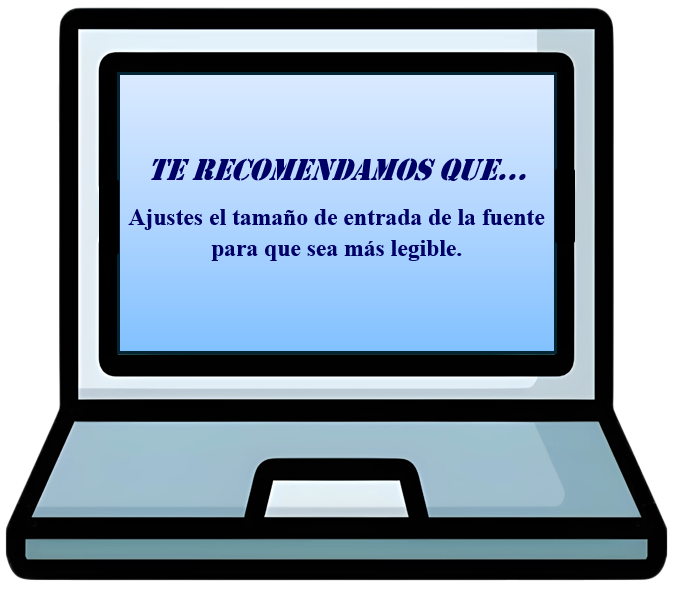 TE RECOMENDAMOS QUE...
Ajustes el tamaño de entrada de la fuente
para que sea más legible.